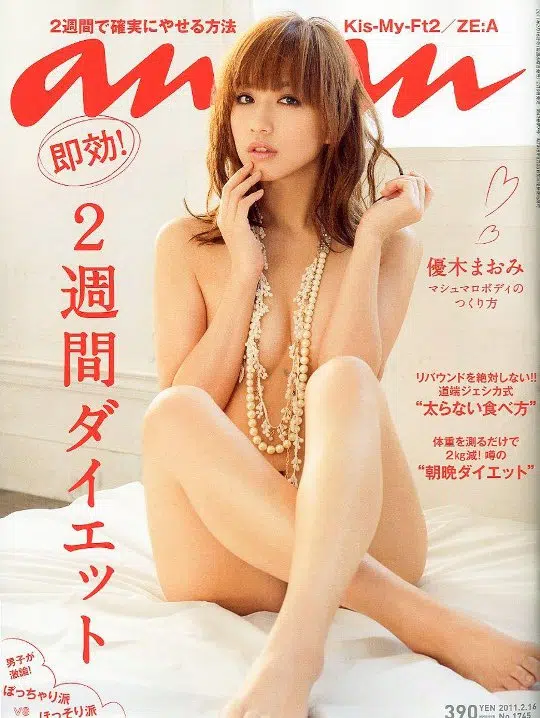 2週間で確実にやせる方法
Kis-My-Ft2／ZE:A
anan
即効!
2週間ダイエット
優木まおみ
マシュマロボディの
つくり方
リバウンドを絶対しない!!
道端ジェシカ式
“太らない食べ方”
体重を測るだけで
2kg減! 噂の
“朝晩ダイエット”
男子が
激論!
ぽっちゃり派
VS
ほっそり派
390 YEN 2011.2.16
No.1745